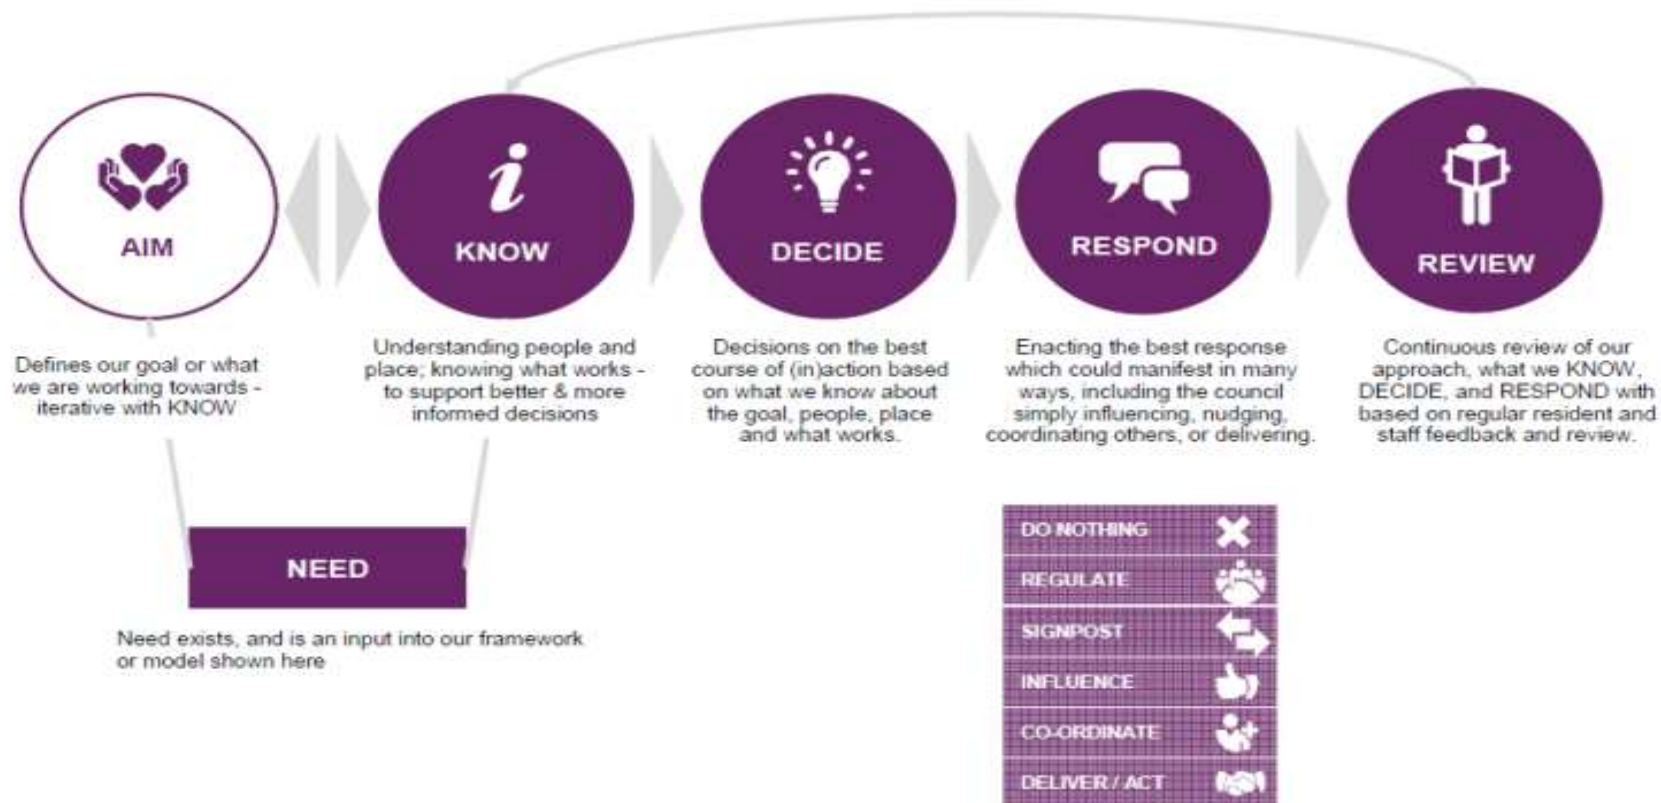 AIM
Defines our goal or what
we are working towards -
iterative with KNOW
KNOW
Understanding people and
place; knowing what works -
to support better & more
informed decisions
DECIDE
Decisions on the best
course of (in)action based
on what we know about
the goal, people, place
and what works.
RESPOND
Enacting the best response
which could manifest in many
ways, including the council
simply influencing, nudging,
coordinating others, or delivering.
REVIEW
Continuous review of our
approach, what we KNOW,
DECIDE, and RESPOND with
based on regular resident and
staff feedback and review.
NEED
Need exists, and is an input into our framework
or model shown here
DO NOTHING
REGULATE
SIGNPOST
INFLUENCE
CO-ORDINATE
DELIVER / ACT